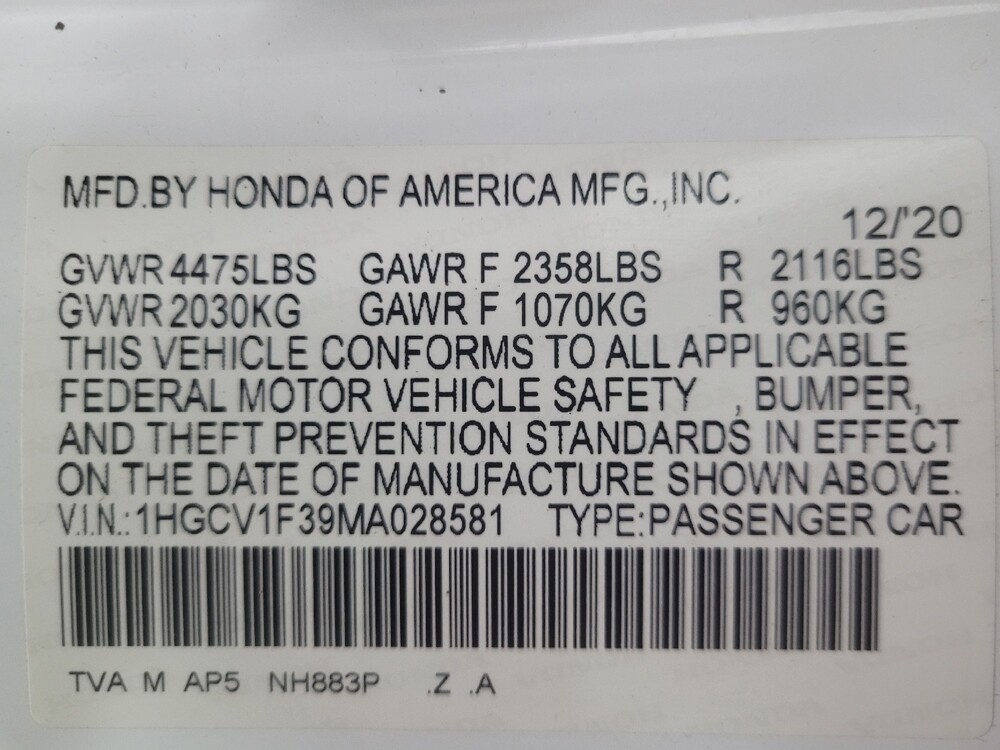 MFD.BY HONDA OF AMERICA MFG.,INC.
12/'20
GVWR 4475LBS GAWR F 2358LBS R 2116LBS
GVWR 2030KG GAWR F 1070KG R 960KG
THIS VEHICLE CONFORMS TO ALL APPLICABLE
FEDERAL MOTOR VEHICLE SAFETY , BUMPER,
AND THEFT PREVENTION STANDARDS IN EFFECT
ON THE DATE OF MANUFACTURE SHOWN ABOVE.
V.I.N.:1HGCV1F39MA028581 TYPE:PASSENGER CAR
TVA M AP5 NH883P .Z .A